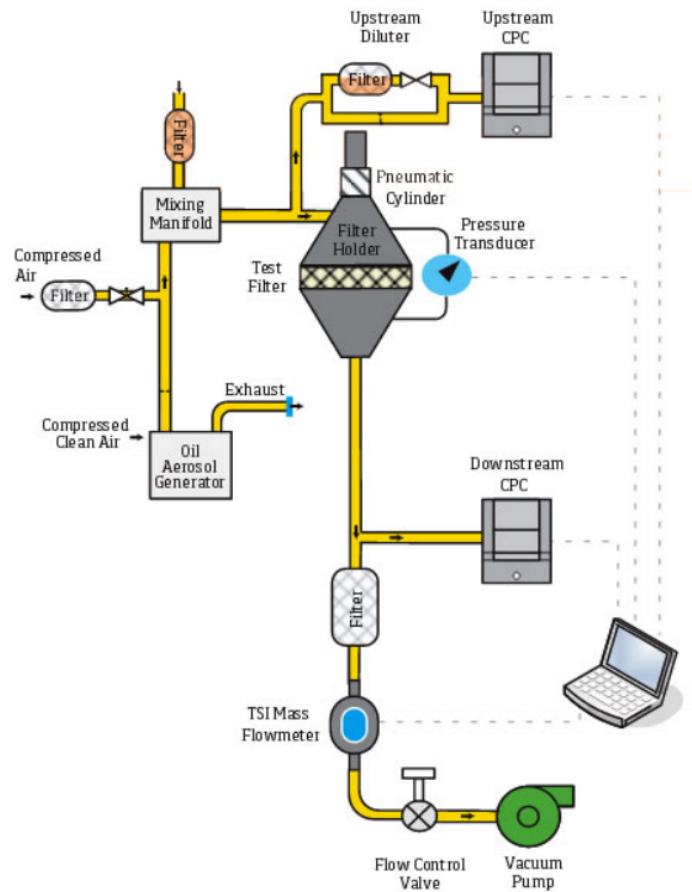 Upstream
Diluter
Upstream
CPC
Filter
Filter
Pneumatic
Cylinder
Mixing
Manifold
Filter
Holder
Pressure
Transducer
Compressed
Air
Test
Filter
Filter
Exhaust
Compressed
Clean Air
Oil
Aerosol
Generator
Downstream
CPC
Filter
TSI Mass
Flowmeter
Flow Control
Valve
Vacuum
Pump